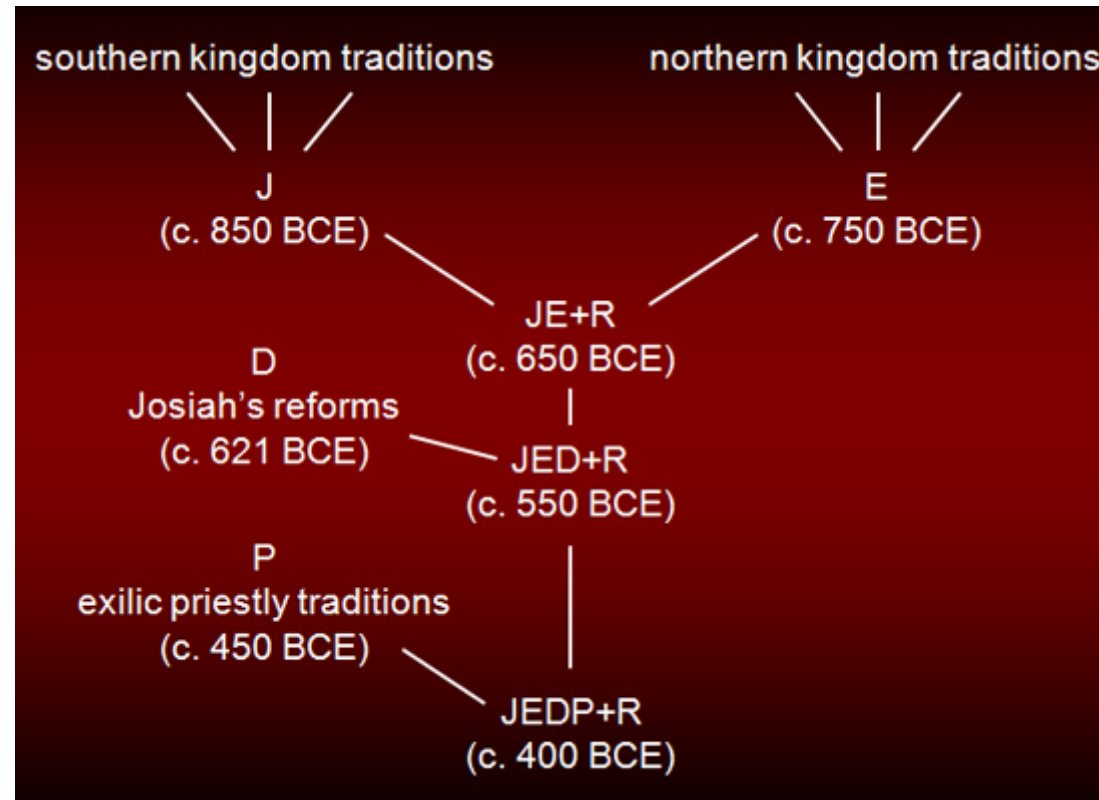 southern kingdom traditions
northern kingdom traditions
J
(c. 850 BCE)
E
(c. 750 BCE)
JE+R
(c. 650 BCE)
D
Josiah’s reforms
(c. 621 BCE)
JED+R
(c. 550 BCE)
P
exilic priestly traditions
(c. 450 BCE)
JEDP+R
(c. 400 BCE)